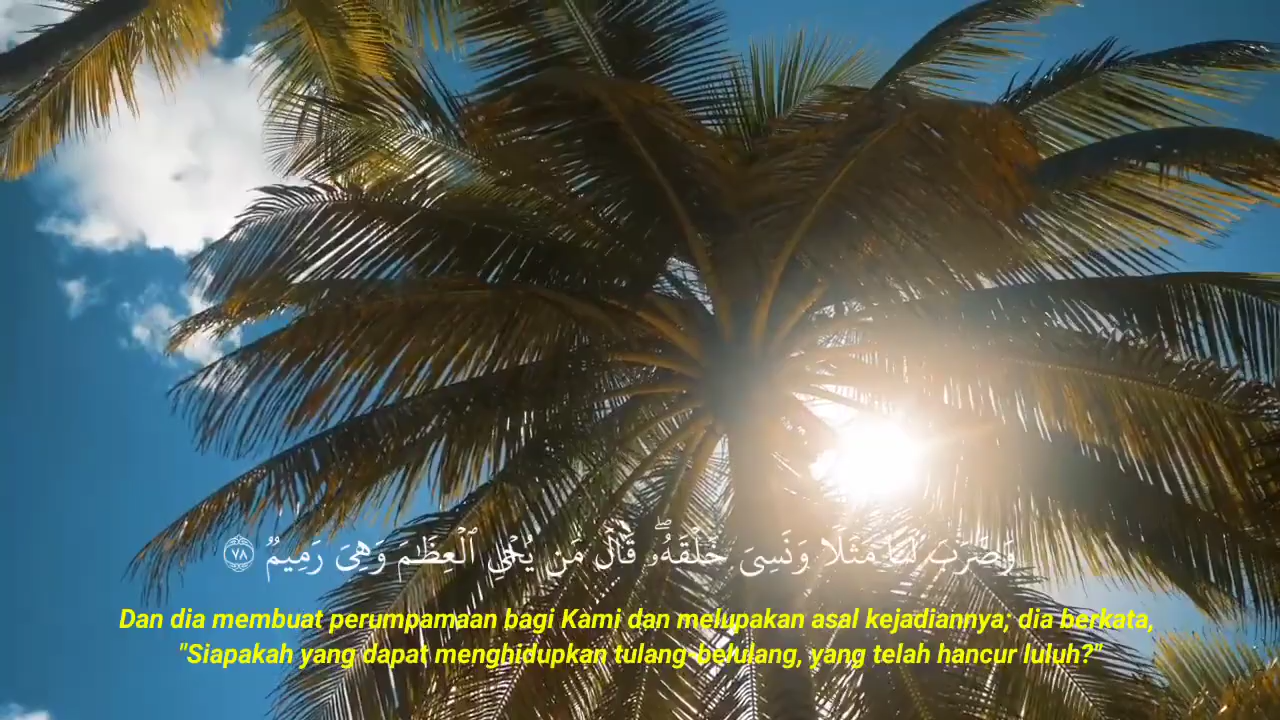 وَضَرَبَ لَنَا مَثَلًا وَنَسِىَ خَلْقَهُۥ ۖ قَالَ مَن يُحْىِ ٱلْعِظَـٰمَ وَهِىَ رَمِيمٌ ٧٨
Dan dia membuat perumpamaan bagi Kami dan melupakan asal kejadiannya; dia berkata,
"Siapakah yang dapat menghidupkan tulang-belulang, yang telah hancur luluh?"